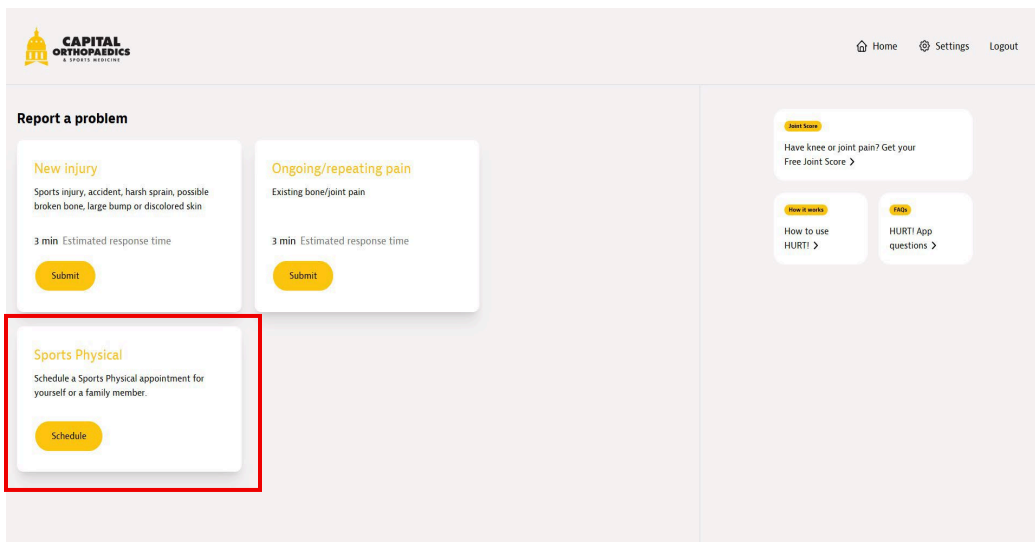 CAPITAL
ORTHOPAEDICS
& SPORTS MEDICINE
Home
Settings
Logout
Report a problem
New injury
Sports injury, accident, harsh sprain, possible
broken bone, large bump or discolored skin
3 min Estimated response time
Submit
Ongoing/repeating pain
Existing bone/joint pain
3 min Estimated response time
Submit
Sports Physical
Schedule a Sports Physical appointment for
yourself or a family member.
Schedule
Joint Score
Have knee or joint pain? Get your
Free Joint Score >
How it works
How to use
HURT! >
FAQs
HURT! App
questions >